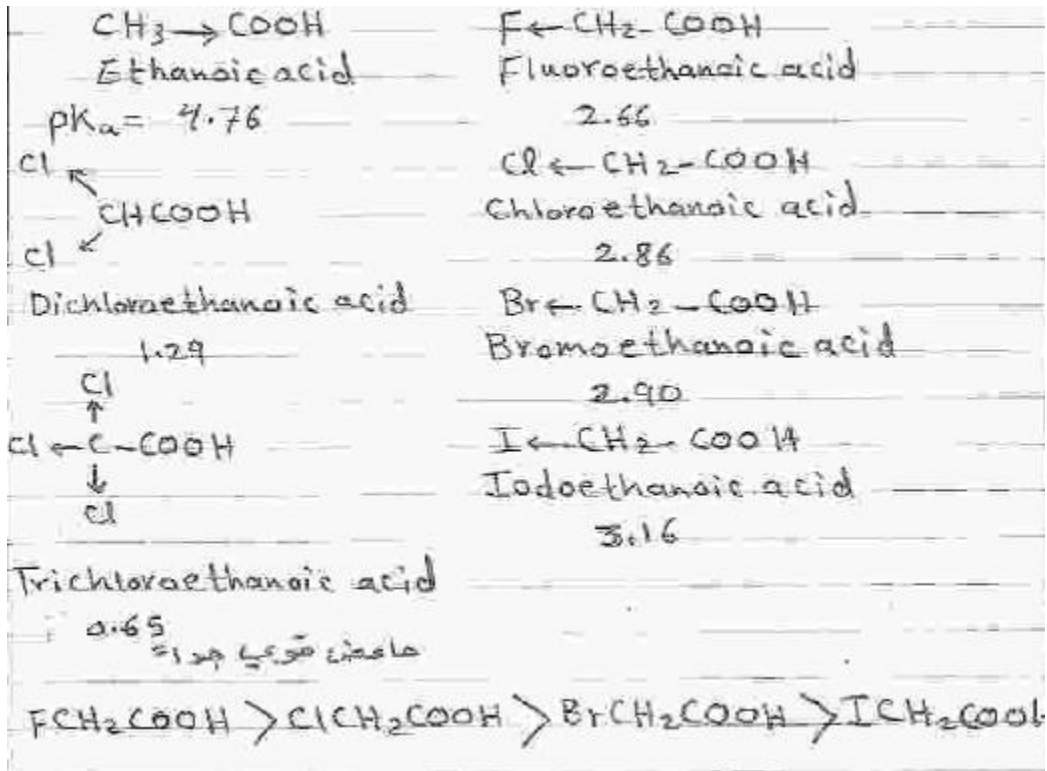 CH3→COOH
Ethanoic acid
pKa= 4.76
Cl
CHCOOH
Cl
Dichloroethanoic acid
1.29
Cl
↑
Cl←C-COOH
↓
Cl
Trichloroethanoic acid
0.65
حامض قوي جداً
F←CH2-COOH
Fluoroethanoic acid
2.66
Cl←CH2-COOH
Chloroethanoic acid
2.86
Br←CH2-COOH
Bromoethanoic acid
2.90
I←CH2-COOH
Iodoethanoic acid
3.16
FCH2COOH > ClCH2COOH > BrCH2COOH > ICH2COOH